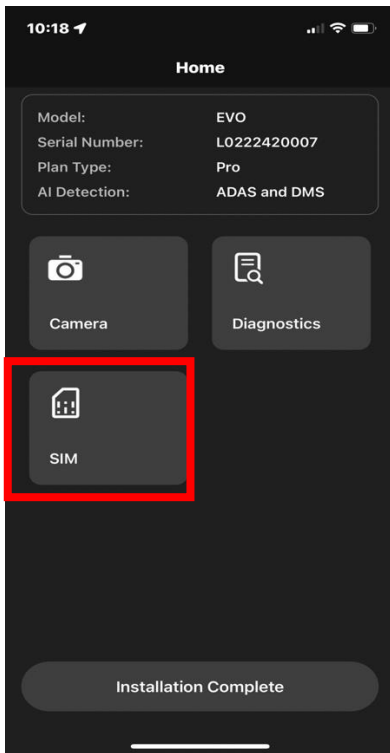 10:18
Home
Model: EVO
Serial Number: L0222420007
Plan Type: Pro
AI Detection: ADAS and DMS
Camera Diagnostics
SIM
Installation Complete